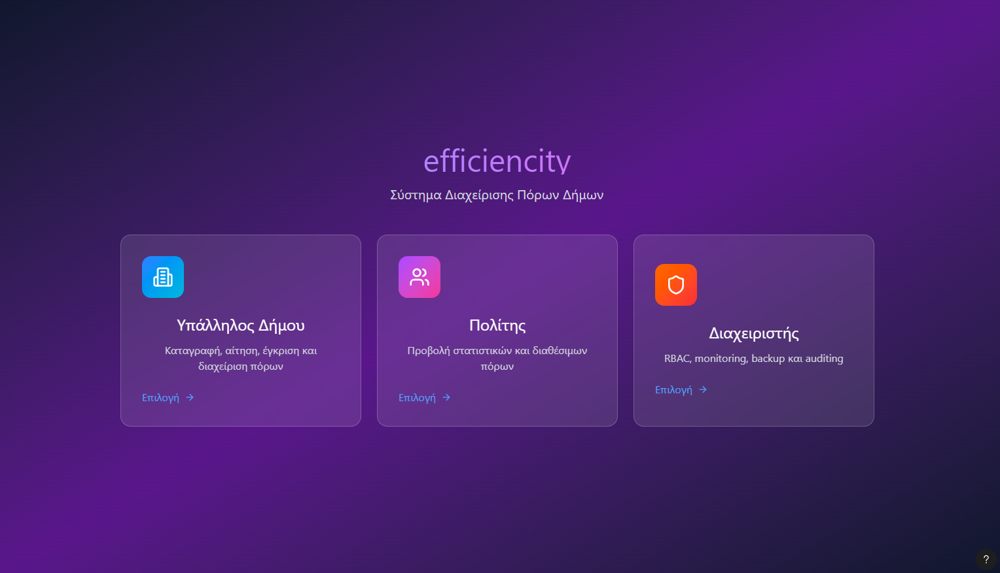 efficiencity
Σύστημα Διαχείρισης Πόρων Δήμων
Υπάλληλος Δήμου
Καταγραφή, αίτηση, έγκριση και
διαχείριση πόρων
Επιλογή →
Πολίτης
Προβολή στατιστικών και διαθέσιμων
πόρων
Επιλογή →
Διαχειριστής
RBAC, monitoring, backup και auditing
Επιλογή →
?